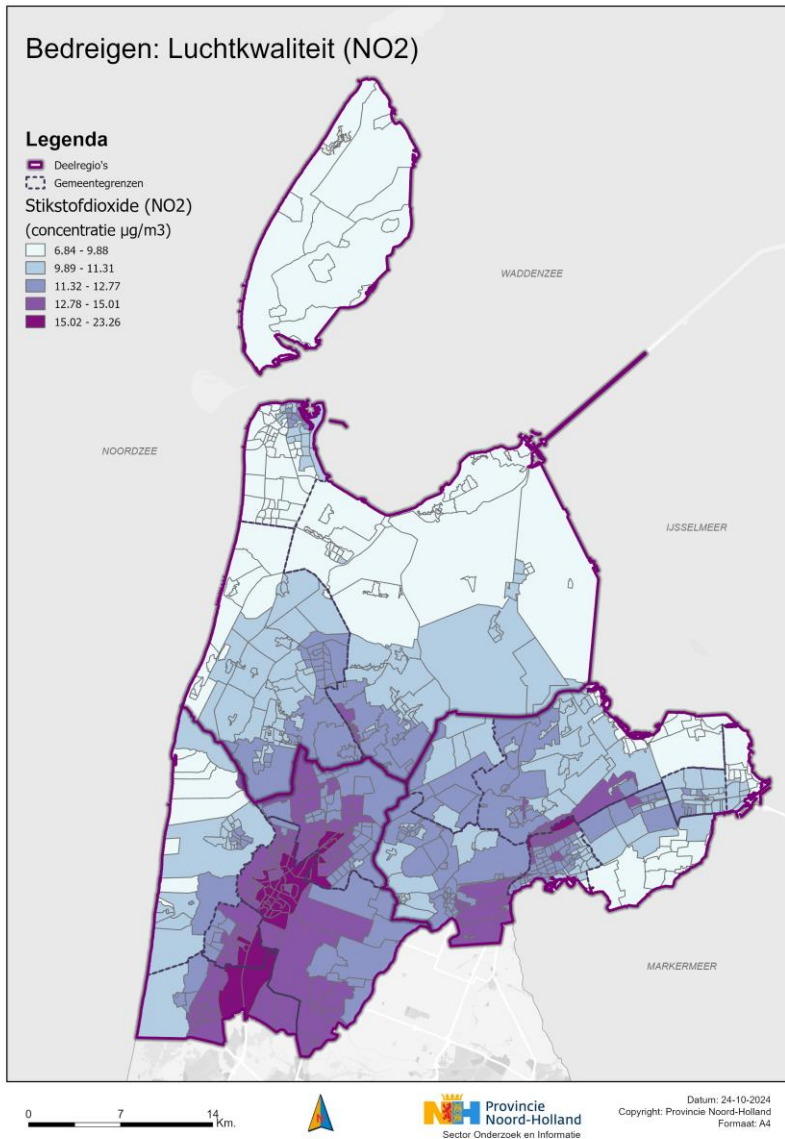 Bedreigen: Luchtkwaliteit (NO2)
Legenda
Deelregio's
Gemeentegrenzen
Stikstofdioxide (NO2)
(concentratie µg/m3)
6.84 - 9.88
9.89 - 11.31
11.32 - 12.77
12.78 - 15.01
15.02 - 23.26
WADDENZEE
NOORDZEE
IJSSELMEER
MARKERMEER
0 7 14 Km.
N
Provincie
Noord-Holland
Sector Onderzoek en Informatie
Datum: 24-10-2024
Copyright: Provincie Noord-Holland
Formaat: A4